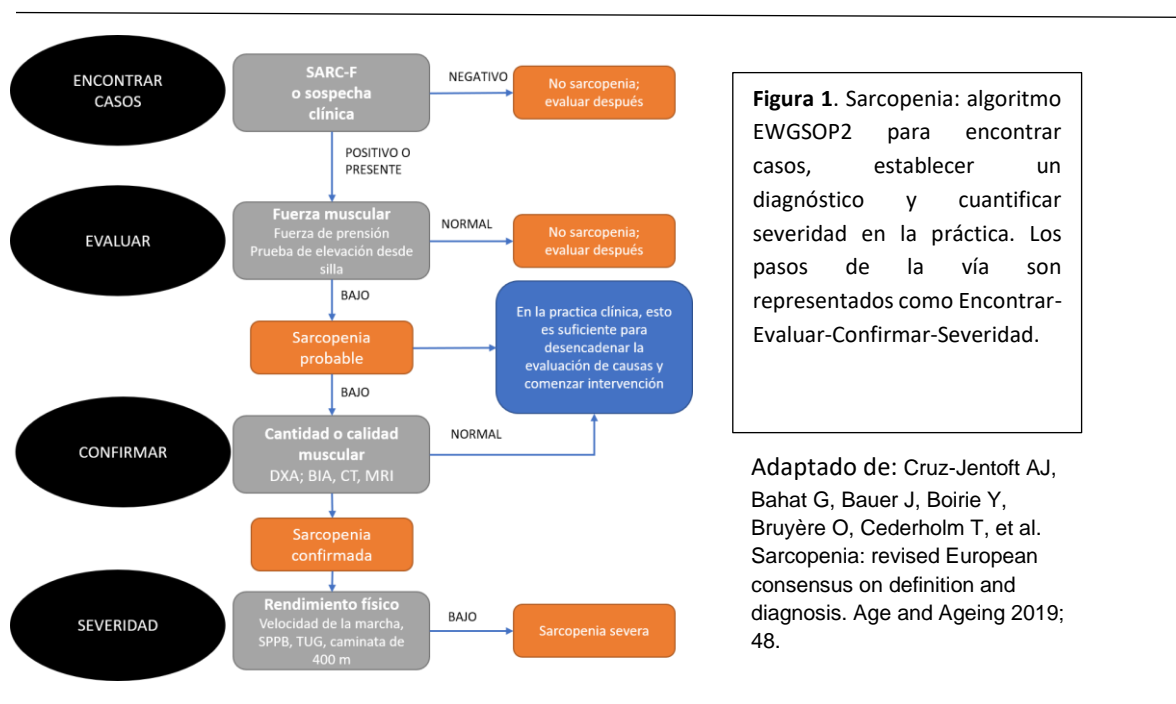 ENCONTRAR
CASOS
SARC-F
o sospecha
clínica
NEGATIVO
No sarcopenia;
evaluar después
POSITIVO O
PRESENTE
EVALUAR
Fuerza muscular
Fuerza de prensión
Prueba de elevación desde
silla
NORMAL
No sarcopenia;
evaluar después
BAJO
Sarcopenia
probable
En la practica clínica, esto
es suficiente para
desencadenar la
evaluación de causas y
comenzar intervención
BAJO
CONFIRMAR
Cantidad o calidad
muscular
DXA; BIA, CT, MRI
NORMAL
Sarcopenia
confirmada
SEVERIDAD
Rendimiento físico
Velocidad de la marcha,
SPPB, TUG, caminata de
400 m
BAJO
Sarcopenia severa
Figura 1. Sarcopenia: algoritmo
EWGSOP2 para encontrar
casos, establecer un
diagnóstico y cuantificar
severidad en la práctica. Los
pasos de la vía son
representados como Encontrar-
Evaluar-Confirmar-Severidad.
Adaptado de: Cruz-Jentoft AJ,
Bahat G, Bauer J, Boirie Y,
Bruyère O, Cederholm T, et al.
Sarcopenia: revised European
consensus on definition and
diagnosis. Age and Ageing 2019;
48.